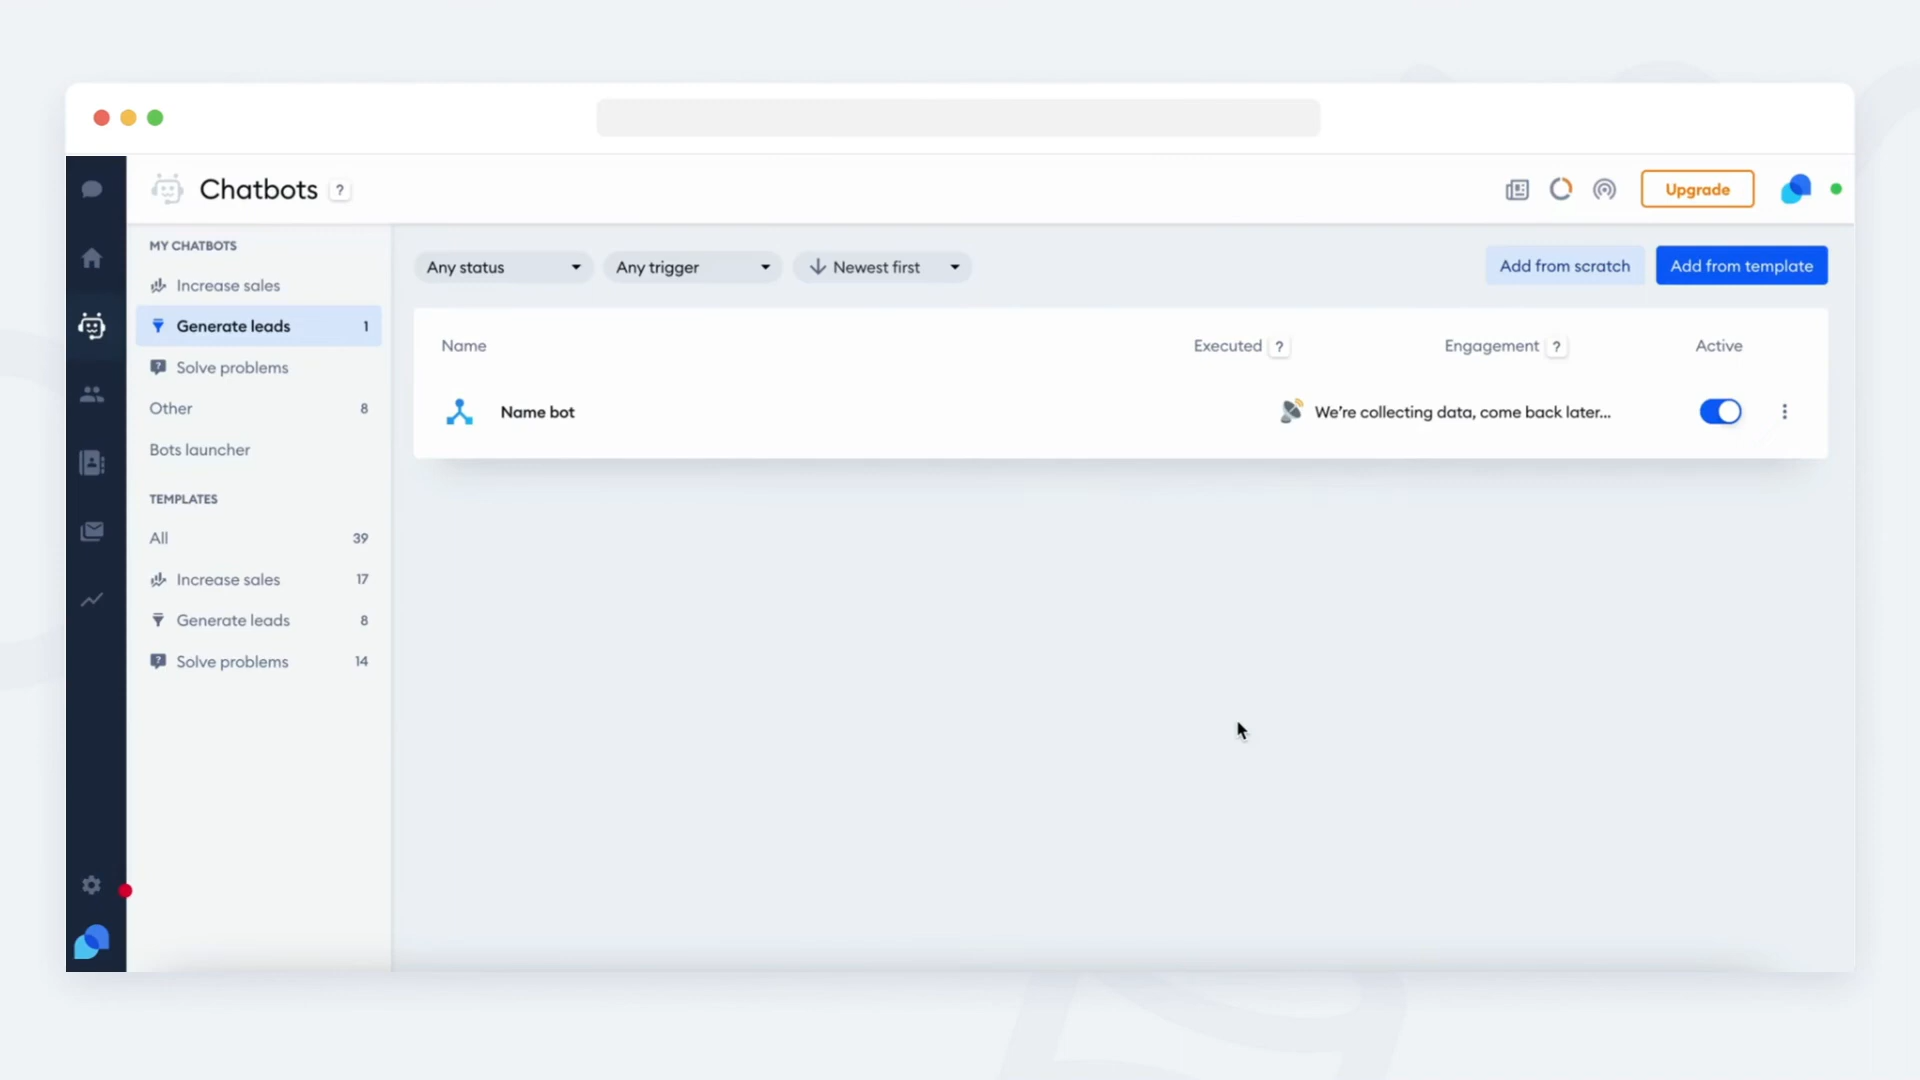 Chatbots ?
Upgrade
MY CHATBOTS
Increase sales
Generate leads 1
Solve problems
Other 8
Bots launcher
TEMPLATES
All 39
Increase sales 17
Generate leads 8
Solve problems 14
Any status
Any trigger
Newest first
Add from scratch
Add from template
Name
Executed ?
Engagement ?
Active
Name bot
We're collecting data, come back later...